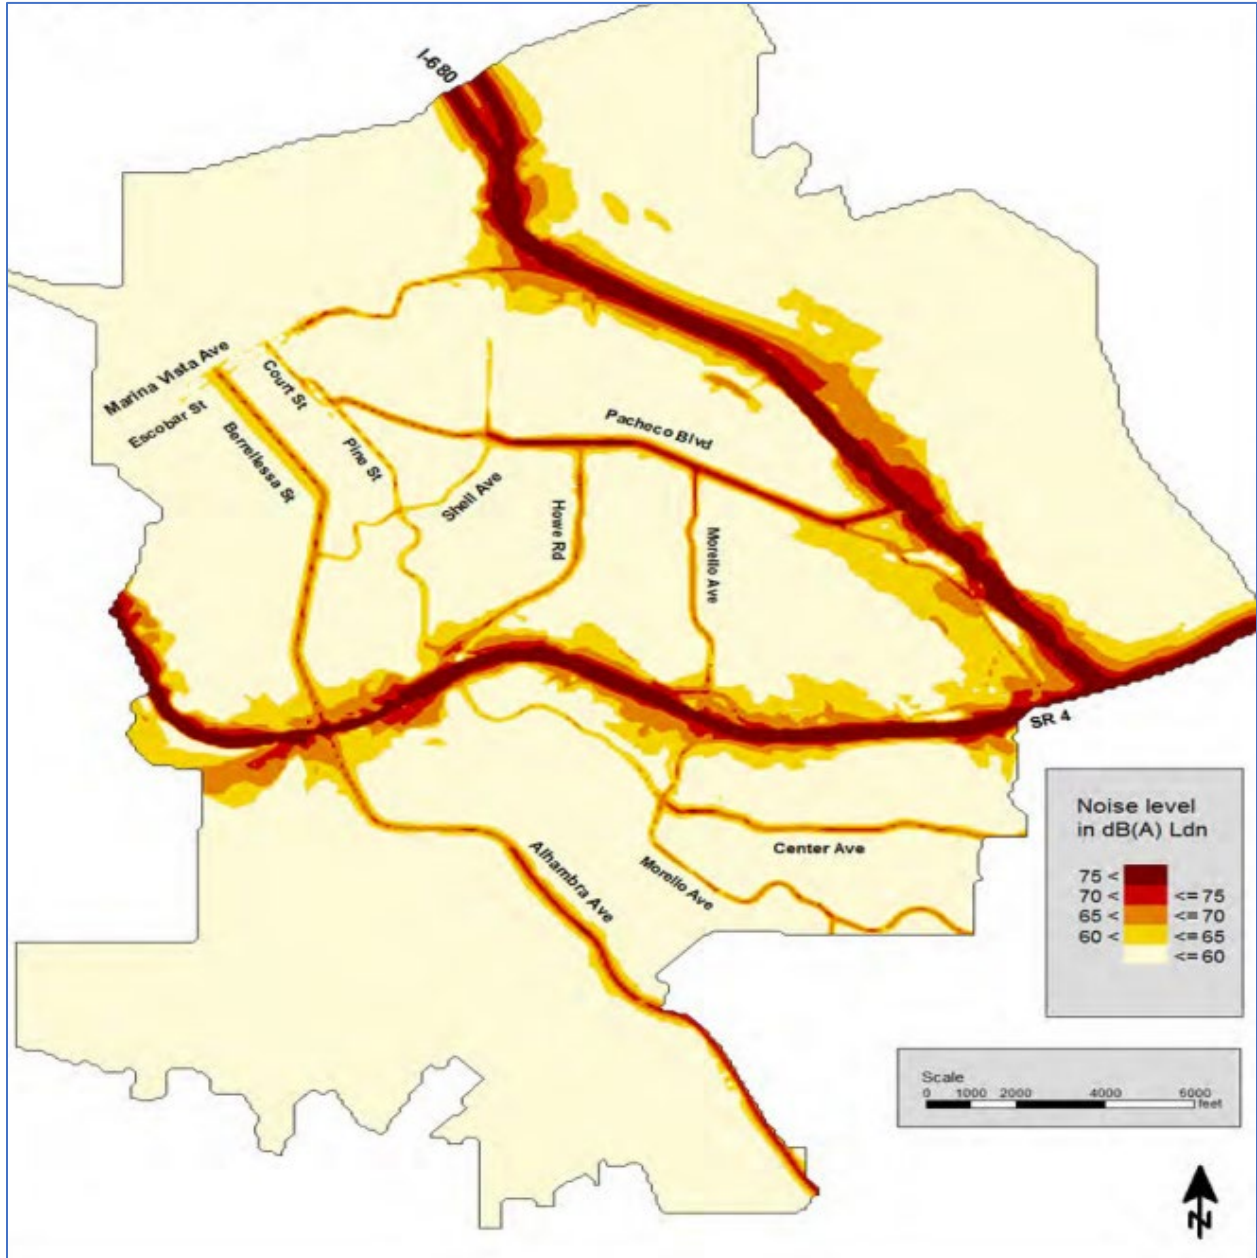 I-680
Marina Vista Ave
Court St
Escobar St
Pacheco Blvd
Berrellessa St
Pine St
Shell Ave
Howe Rd
Morello Ave
SR 4
Noise level
in dB(A) Ldn
75 <
70 < <= 75
65 < <= 70
60 < <= 65
<= 60
Center Ave
Alhambra Ave
Morello Ave
Scale
0 1000 2000 4000 6000
feet
N